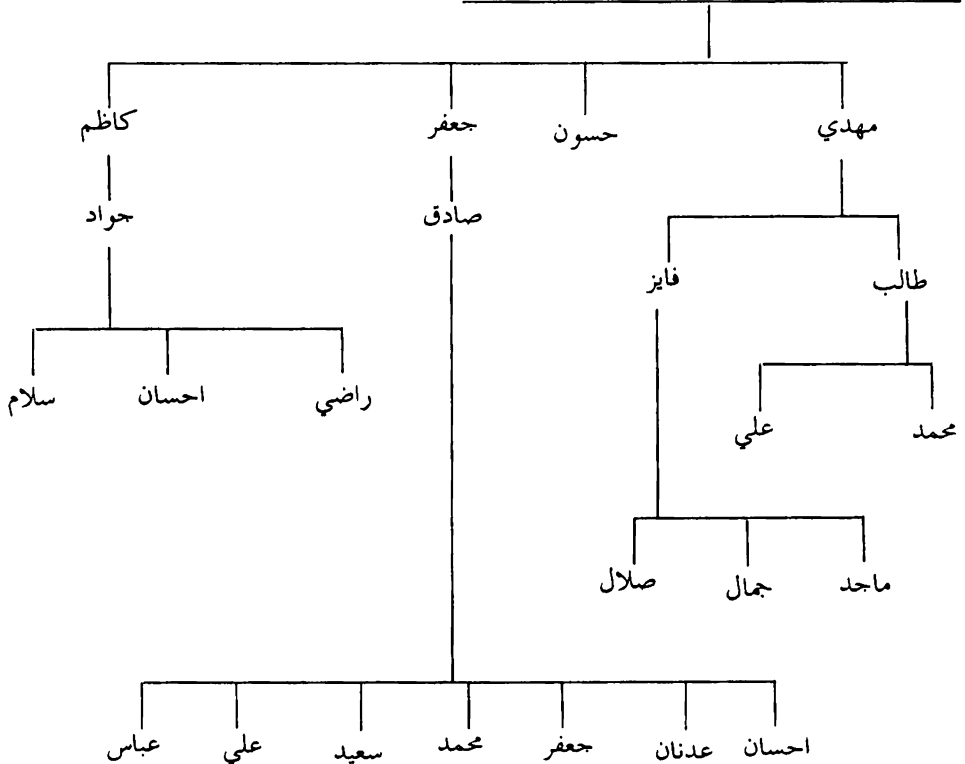 مهدي حسون جعفر كاظم
صادق جواد
طالب فايز
راضي احسان سلام
محمد علي
ماجد جمال صلال
احسان عدنان جعفر محمد سعيد علي عباس